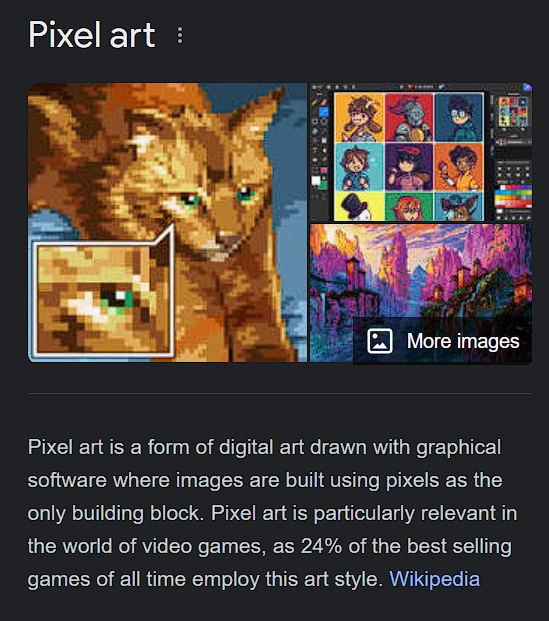 Pixel art
More images
Pixel art is a form of digital art drawn with graphical
software where images are built using pixels as the
only building block. Pixel art is particularly relevant in
the world of video games, as 24% of the best selling
games of all time employ this art style. Wikipedia